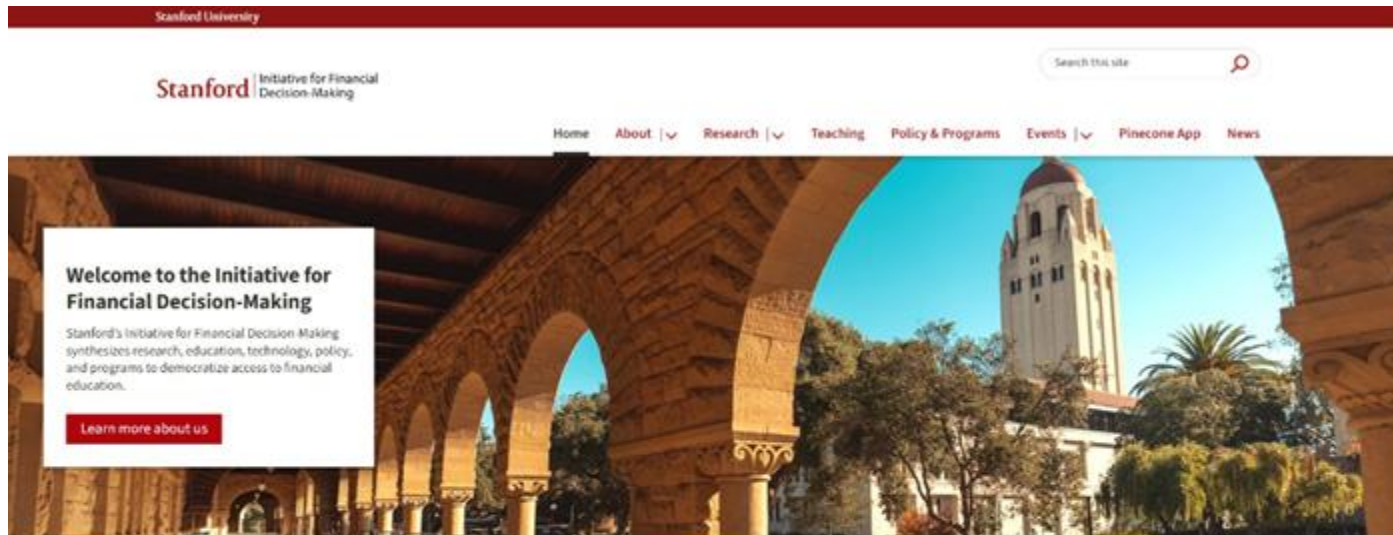 Stanford University
Stanford
Initiative for Financial
Decision-Making
Search this site
Home About Research Teaching Policy & Programs Events Pinecone App News
Welcome to the Initiative for
Financial Decision-Making
Stanford's Initiative for Financial Decision-Making
synthesizes research, education, technology, policy,
and programs to democratize access to financial
education.
Learn more about us